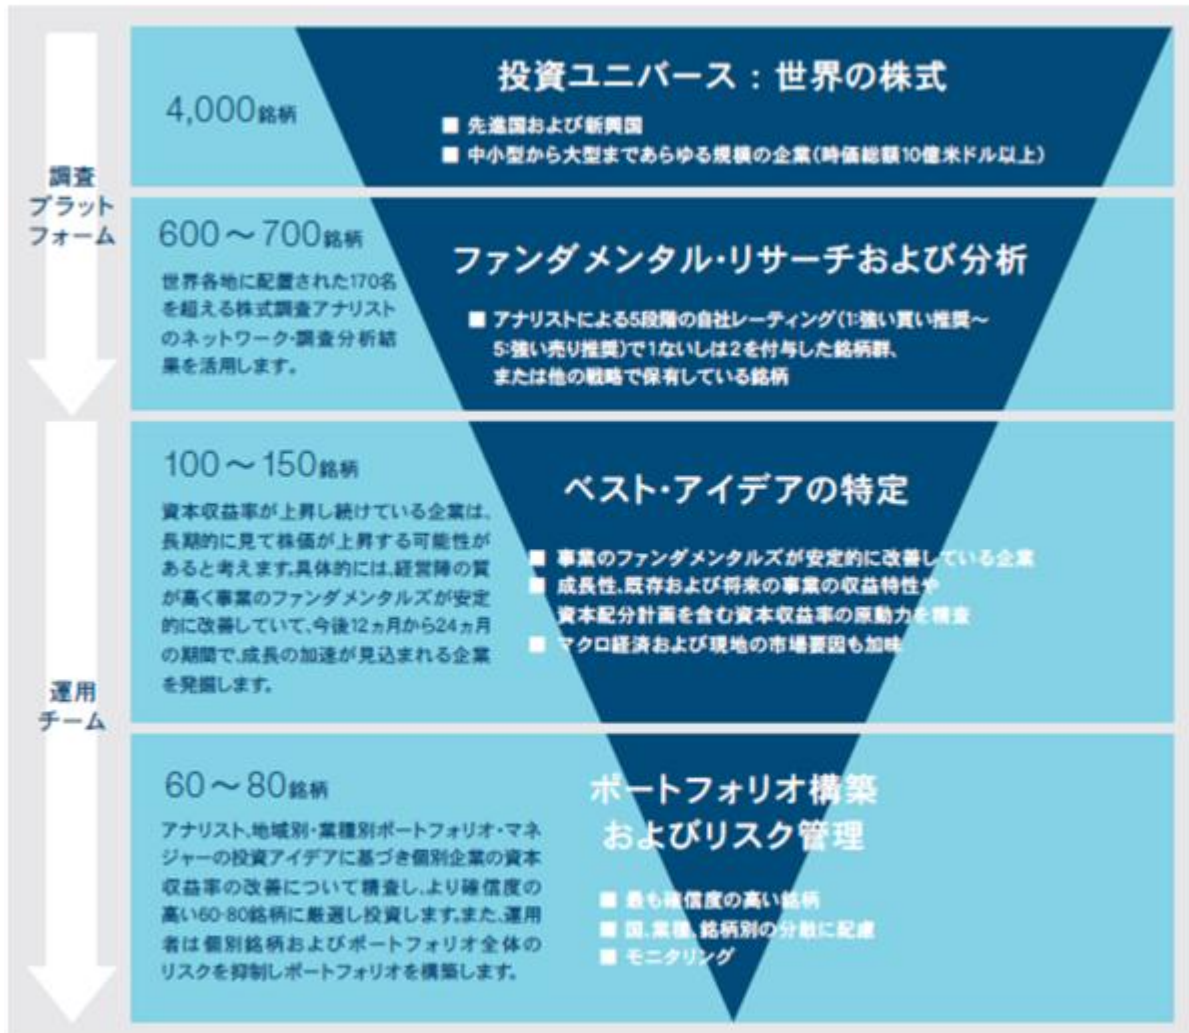 調査
プラット
フォーム
4,000銘柄
投資ユニバース：世界の株式
■ 先進国および新興国
■ 中小型から大型まであらゆる規模の企業（時価総額10億米ドル以上）
600～700銘柄
世界各地に配置された170名
を超える株式調査アナリスト
のネットワーク・調査分析結
果を活用します。
ファンダメンタル・リサーチおよび分析
■ アナリストによる5段階の自社レーティング（1:強い買い推奨～
5:強い売り推奨）で1ないしは2を付与した銘柄群、
または他の戦略で保有している銘柄
運用
チーム
100～150銘柄
資本収益率が上昇し続けている企業は、
長期的に見て株価が上昇する可能性が
あると考えます。具体的には、経営陣の質
が高く事業のファンダメンタルズが安定
的に改善していて、今後12ヵ月から24ヵ月
の期間で、成長の加速が見込まれる企業
を発掘します。
ベスト・アイデアの特定
■ 事業のファンダメンタルズが安定的に改善している企業
■ 成長性、既存および将来の事業の収益特性や
資本配分計画を含む資本収益率の原動力を精査
■ マクロ経済および現地の市場要因も加味
60～80銘柄
アナリスト、地域別・業種別ポートフォリオ・マネ
ジャーの投資アイデアに基づき個別企業の資本
収益率の改善について精査し、より確信度の
高い60-80銘柄に厳選し投資します。また、運用
者は個別銘柄およびポートフォリオ全体の
リスクを抑制しポートフォリオを構築します。
ポートフォリオ構築
およびリスク管理
■ 最も確信度の高い銘柄
■ 国、業種、銘柄別の分散に配慮
■ モニタリング